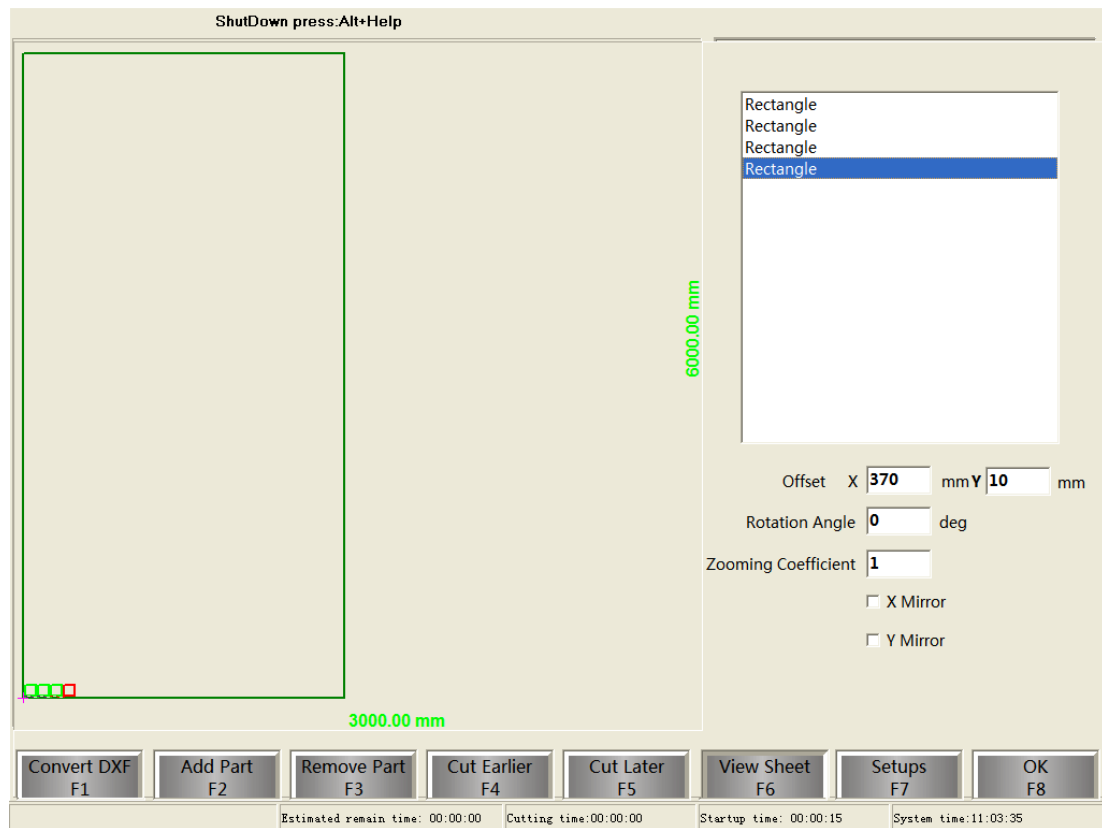 ShutDown press:Alt+Help
Rectangle
Rectangle
Rectangle
Rectangle
6000.00 mm
Offset X 370 mm Y 10 mm
Rotation Angle 0 deg
Zooming Coefficient 1
X Mirror
Y Mirror
3000.00 mm
Convert DXF Add Part Remove Part Cut Earlier Cut Later View Sheet Setups OK
F1 F2 F3 F4 F5 F6 F7 F8
Estimated remain time: 00:00:00 Cutting time:00:00:00 Startup time: 00:00:15 System time:11:03:35